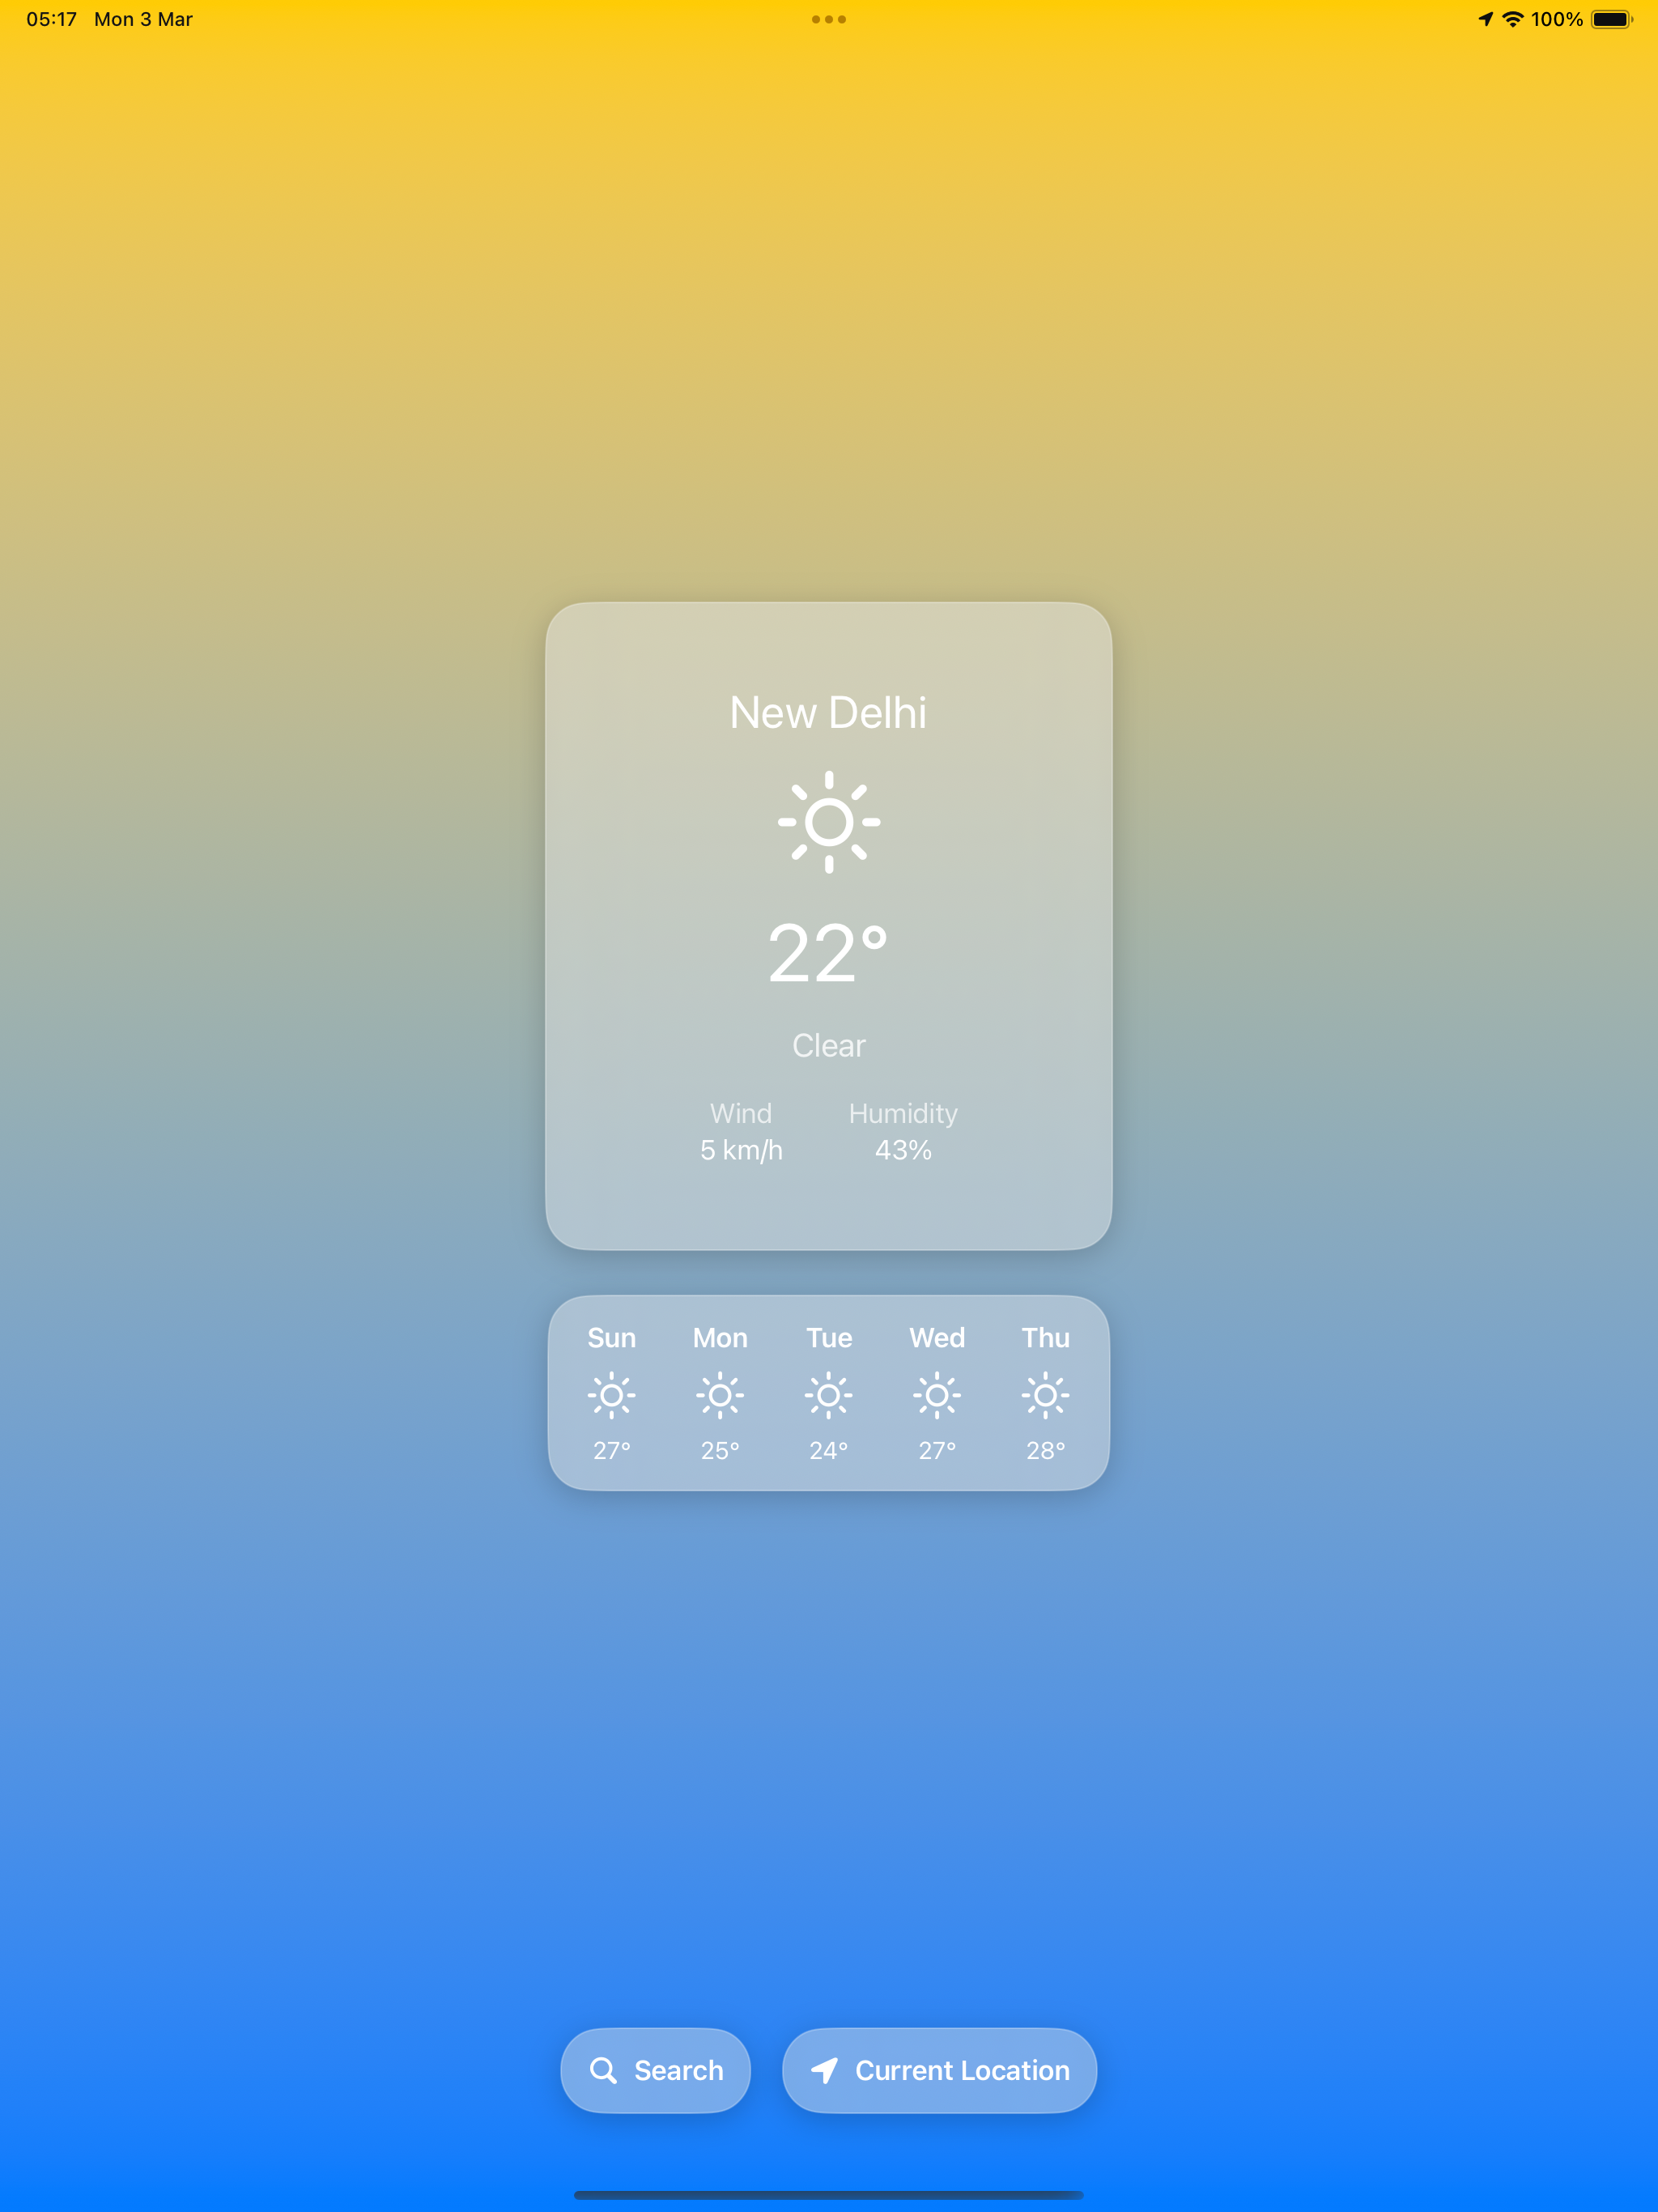 05:17 Mon 3 Mar
100%
New Delhi
22°
Clear
Wind Humidity
5 km/h 43%
Sun Mon Tue Wed Thu
27° 25° 24° 27° 28°
Search Current Location